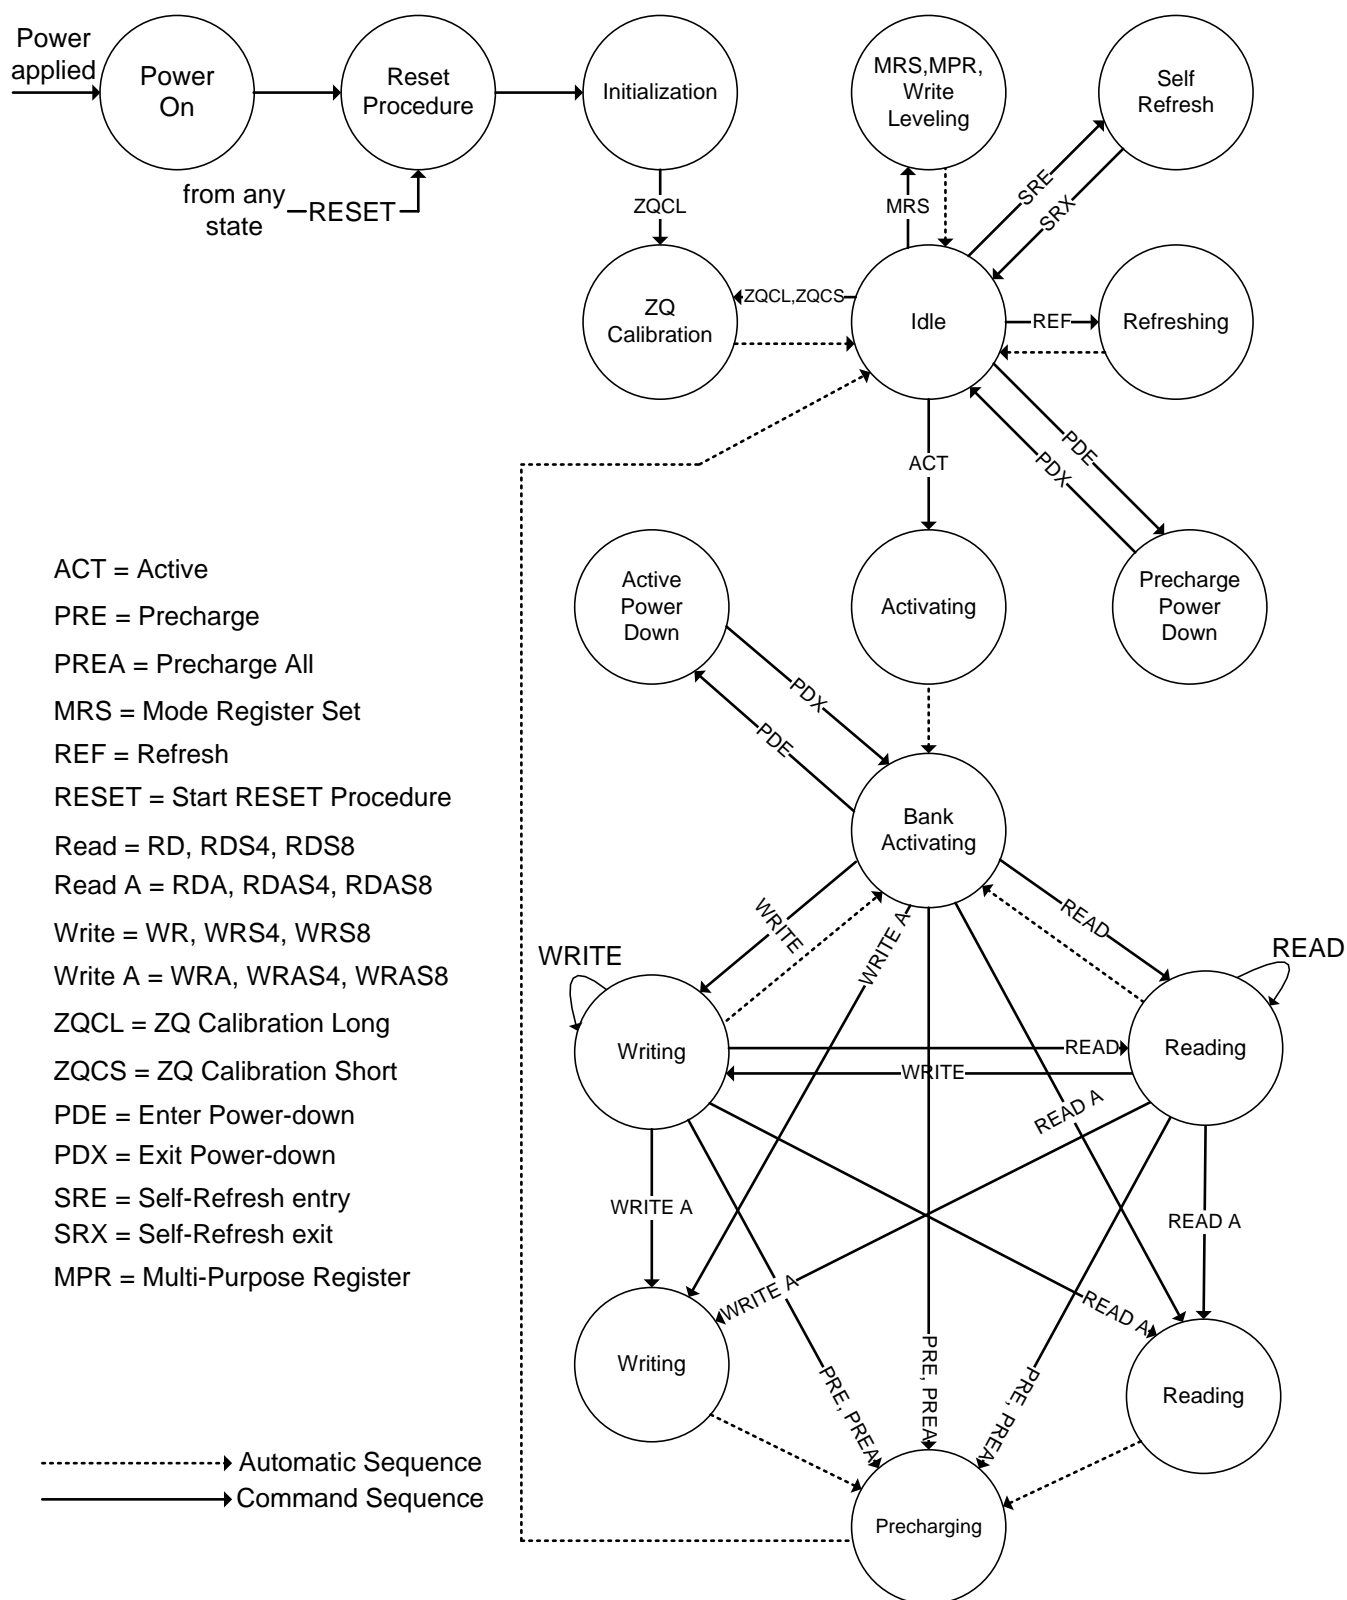 Power
applied
Power
On
Reset
Procedure
Initialization
MRS,MPR,
Write
Leveling
Self
Refresh
from any
state
RESET
ZQCL
MRS
SRE
SRX
ZQ
Calibration
ZQCL,ZQCS
Idle
REF
Refreshing
ACT
PDE
PDX
Active
Power
Down
Activating
Precharge
Power
Down
PDX
PDE
Bank
Activating
ACT = Active
PRE = Precharge
PREA = Precharge All
MRS = Mode Register Set
REF = Refresh
RESET = Start RESET Procedure
Read = RD, RDS4, RDS8
Read A = RDA, RDAS4, RDAS8
Write = WR, WRS4, WRS8
Write A = WRA, WRAS4, WRAS8
ZQCL = ZQ Calibration Long
ZQCS = ZQ Calibration Short
PDE = Enter Power-down
PDX = Exit Power-down
SRE = Self-Refresh entry
SRX = Self-Refresh exit
MPR = Multi-Purpose Register
WRITE
WRITE A
READ
WRITE
READ
Writing
READ
Reading
WRITE
READ A
WRITE A
READ A
WRITE A
READ A
Writing
PRE, PREA
PRE, PREA
PRE, PREA
Reading
Precharging
Automatic Sequence
Command Sequence